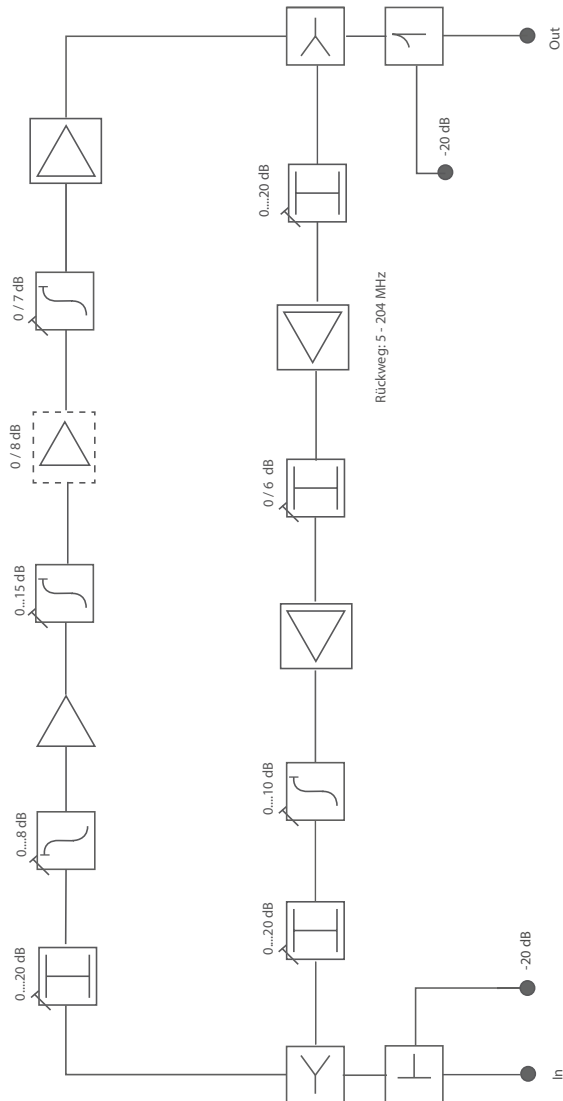 0....20 dB
0....8 dB
0...15 dB
0 / 8 dB
0 / 7 dB
0....20 dB
0....10 dB
0 / 6 dB
0....20 dB
Rückweg: 5 - 204 MHz
-20 dB
-20 dB
In
Out